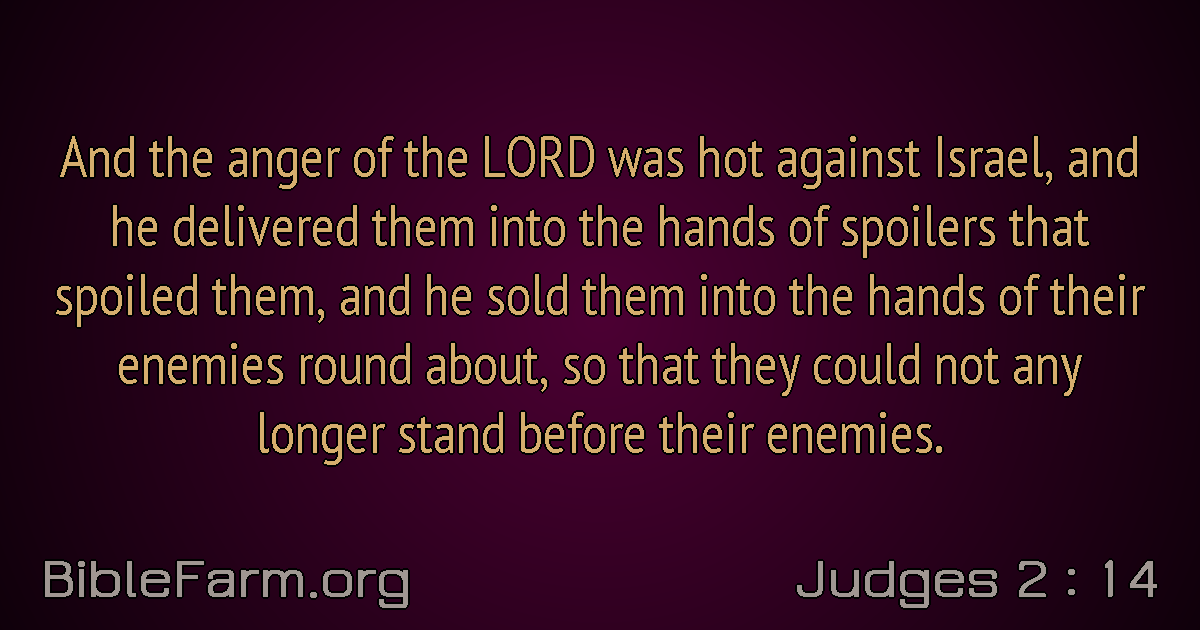 And the anger of the LORD was hot against Israel, and
he delivered them into the hands of spoilers that
spoiled them, and he sold them into the hands of their
enemies round about, so that they could not any
longer stand before their enemies.
BibleFarm.org
Judges 2 : 14